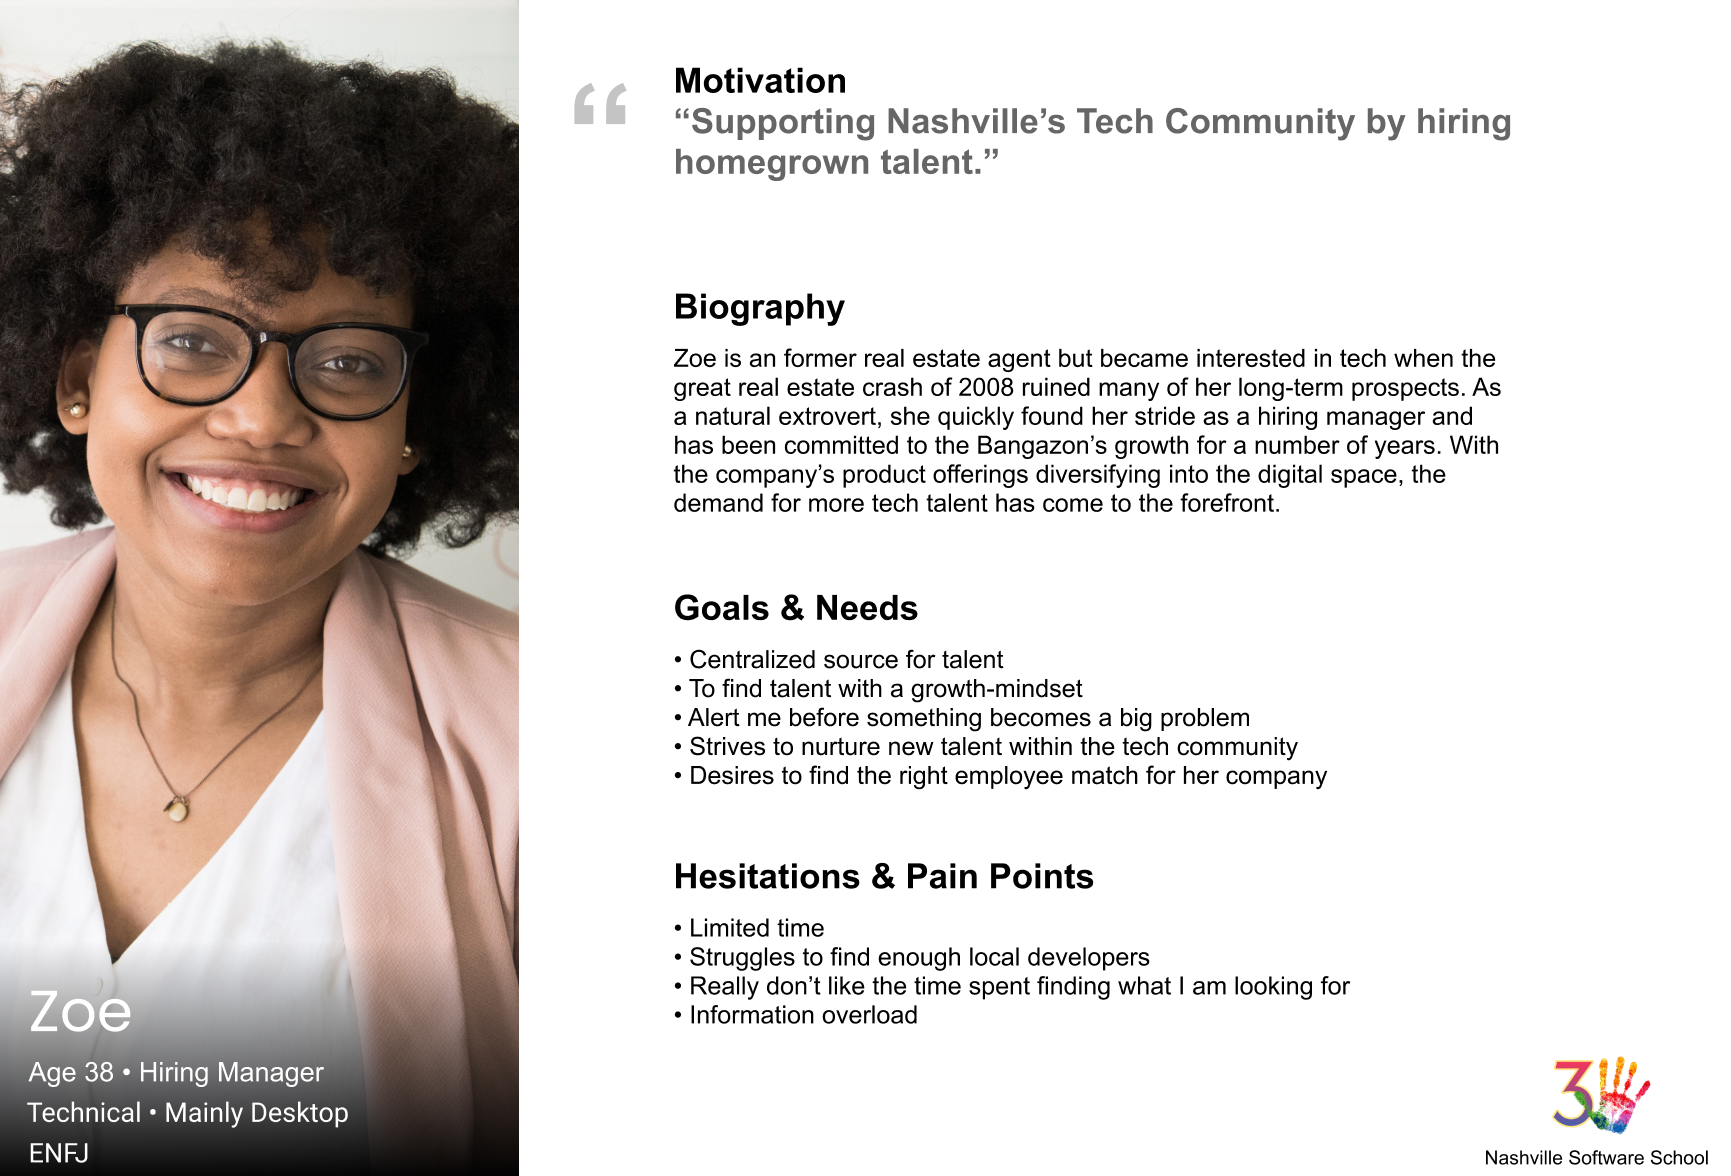 Motivation
“Supporting Nashville’s Tech Community by hiring
homegrown talent.”
Biography
Zoe is an former real estate agent but became interested in tech when the
great real estate crash of 2008 ruined many of her long-term prospects. As
a natural extrovert, she quickly found her stride as a hiring manager and
has been committed to the Bangazon’s growth for a number of years. With
the company’s product offerings diversifying into the digital space, the
demand for more tech talent has come to the forefront.
Goals & Needs
• Centralized source for talent
• To find talent with a growth-mindset
• Alert me before something becomes a big problem
• Strives to nurture new talent within the tech community
• Desires to find the right employee match for her company
Hesitations & Pain Points
• Limited time
• Struggles to find enough local developers
• Really don’t like the time spent finding what I am looking for
• Information overload
Zoe
Age 38 • Hiring Manager
Technical • Mainly Desktop
ENFJ
3
Nashville Software School